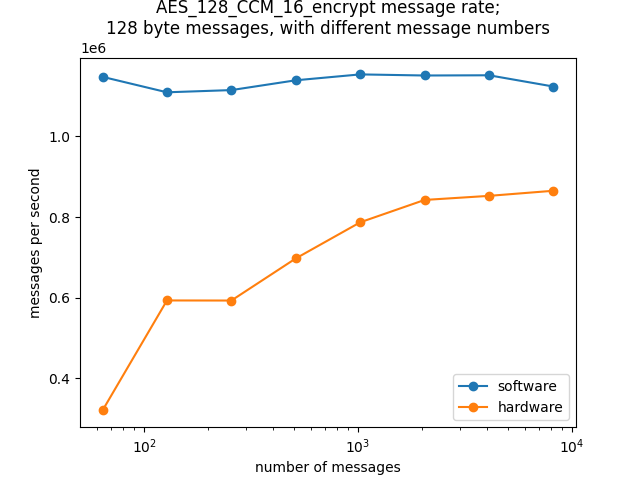 AES_128_CCM_16_encrypt message rate;
128 byte messages, with different message numbers
1e6
1.0
0.8
0.6
0.4
messages per second
software
hardware
10²
10³
10⁴
number of messages